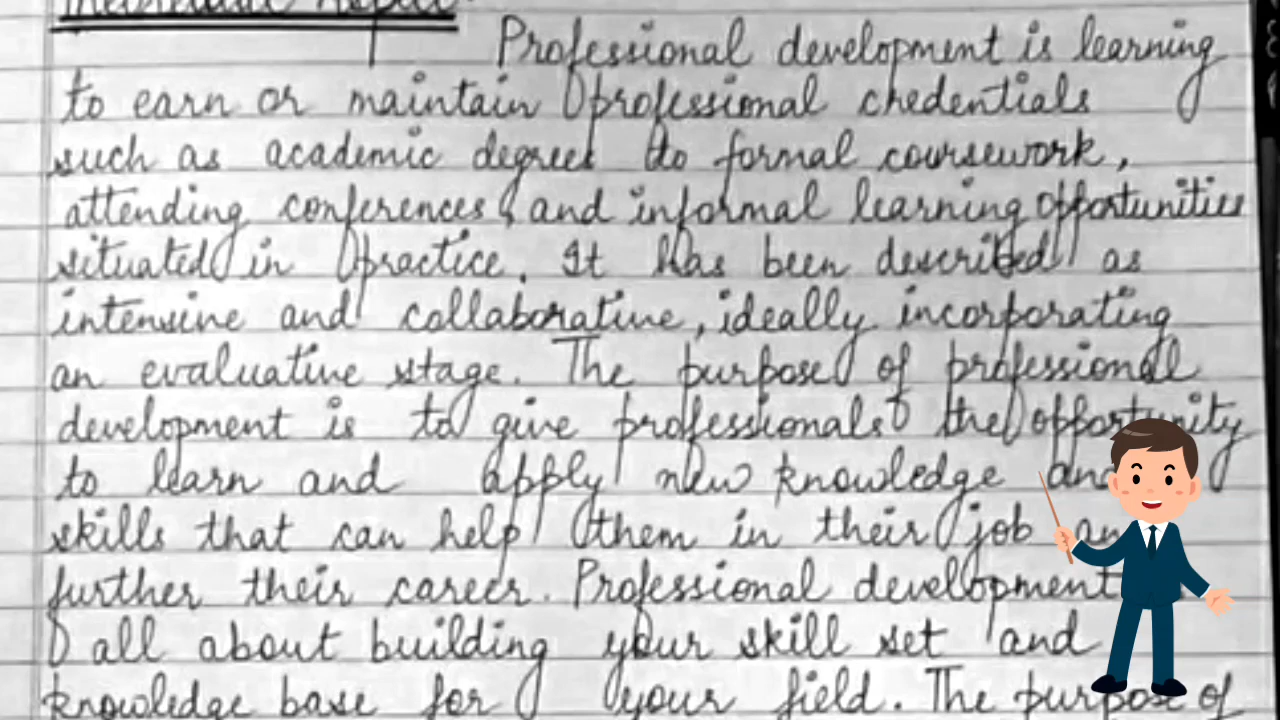 Professional development is learning
to earn or maintain professional credentials
such as academic degrees to formal coursework,
attending conferences, and informal learning opportunities
situated in practice. It has been described as
intensive and collaborative, ideally incorporating
an evaluative stage. The purpose of professional
development is to give professionals the opportunity
to learn and apply new knowledge and
skills that can help them in their job
further their career. Professional development
all about building your skill set and
knowledge base for your field. The purpose of